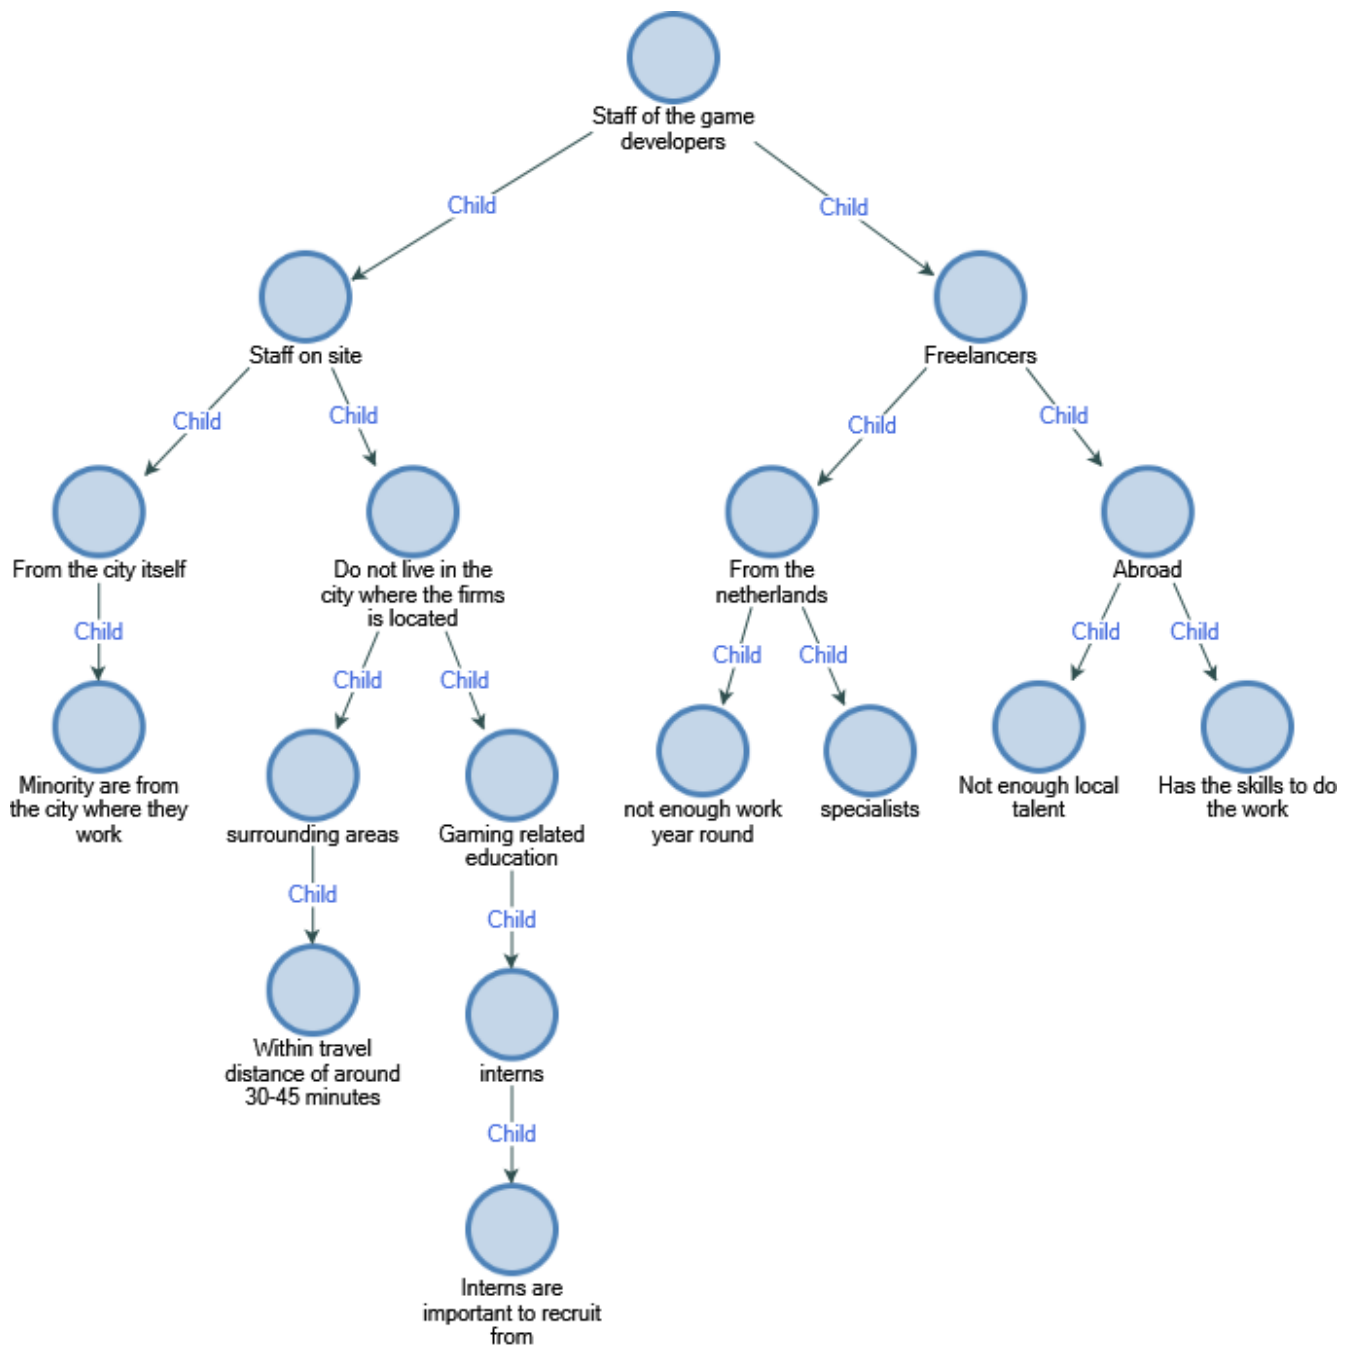 Staff of the game
developers
Child
Child
Staff on site
Freelancers
Child
Child
Child
Child
From the city itself
Do not live in the
city where the firms
is located
From the
netherlands
Abroad
Child
Child
Child
Child
Child
Child
Child
Minority are from
the city where they
work
surrounding areas
Gaming related
education
not enough work
year round
specialists
Not enough local
talent
Has the skills to do
the work
Child
Child
Within travel
distance of around
30-45 minutes
interns
Child
Interns are
important to recruit
from